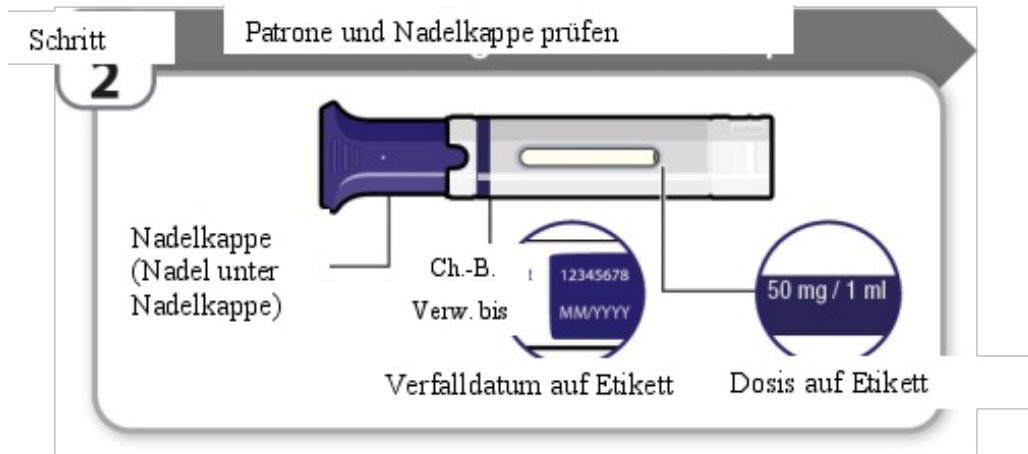 Schritt
2
Patrone und Nadelkappe prüfen
Nadelkappe
(Nadel unter
Nadelkappe)
Ch.-B.
Verw. bis
12345678
MM/YYYY
50 mg / 1 ml
Verfalldatum auf Etikett
Dosis auf Etikett